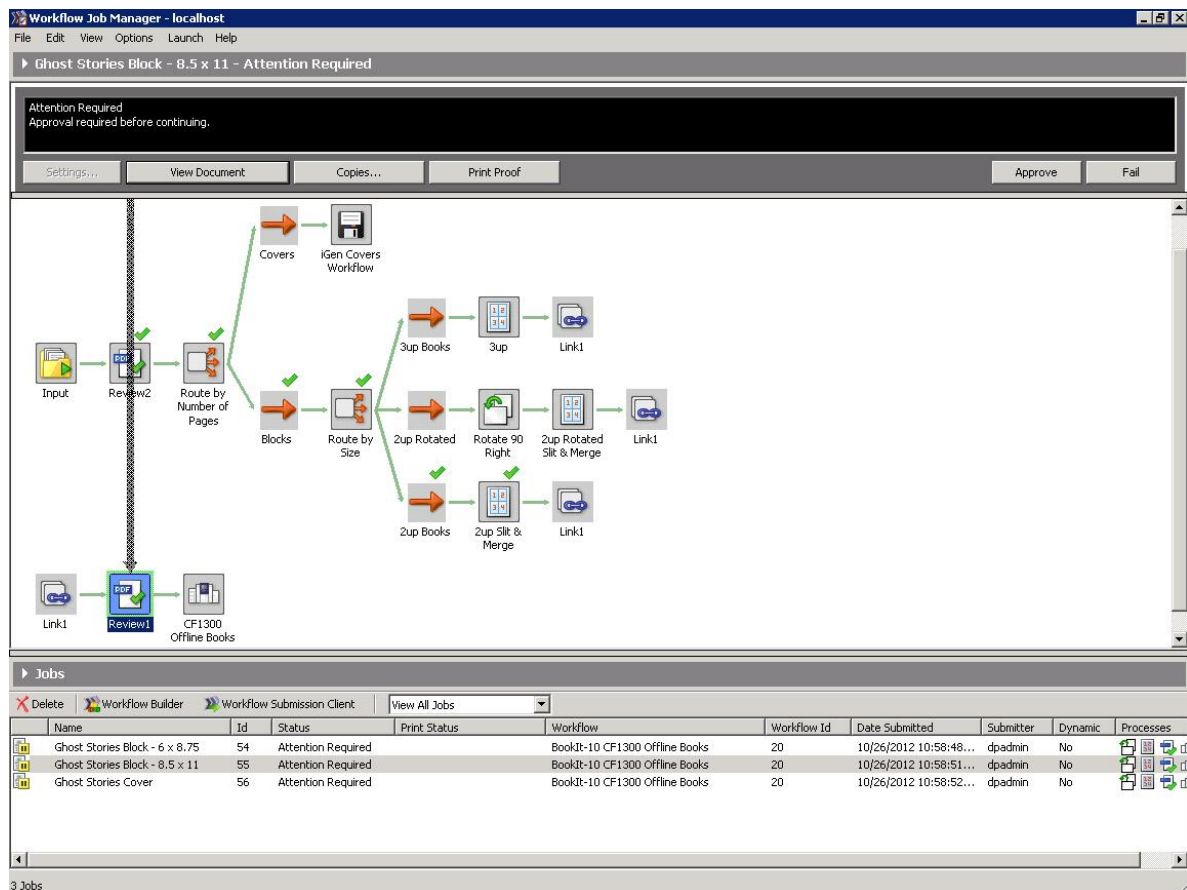 Workflow Job Manager - localhost
File Edit View Options Launch Help
Ghost Stories Block - 8.5 x 11 - Attention Required
Attention Required
Approval required before continuing.
Settings... View Document Copies... Print Proof Approve Fail
Covers iGen Covers
Workflow
3up Books 3up Link1
Input Review2 Route by
Number of
Pages
Blocks Route by
Size
2up Rotated Rotate 90
Right
2up Rotated
Slit & Merge
Link1
2up Books 2up Slit &
Merge
Link1
Link1 Review1 CF1300
Offline Books
Jobs
Delete Workflow Builder Workflow Submission Client View All Jobs
Name Id Status Print Status Workflow Workflow Id Date Submitted Submitter Dynamic Processes
Ghost Stories Block - 6 x 8.75 54 Attention Required BookIt-10 CF1300 Offline Books 20 10/26/2012 10:58:48... dpadmin No
Ghost Stories Block - 8.5 x 11 55 Attention Required BookIt-10 CF1300 Offline Books 20 10/26/2012 10:58:51... dpadmin No
Ghost Stories Cover 56 Attention Required BookIt-10 CF1300 Offline Books 20 10/26/2012 10:58:52... dpadmin No
3 Jobs